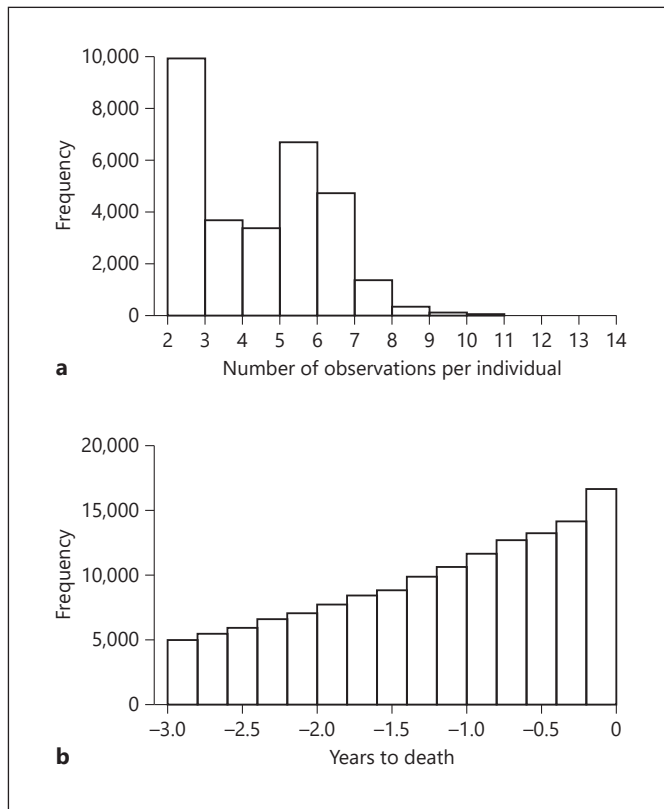 10,000
8,000
6,000
4,000
2,000
0
Frequency
2 3 4 5 6 7 8 9 10 11 12 13 14
Number of observations per individual
a
20,000
15,000
10,000
5,000
0
Frequency
–3.0 –2.5 –2.0 –1.5 –1.0 –0.5 0
Years to death
b